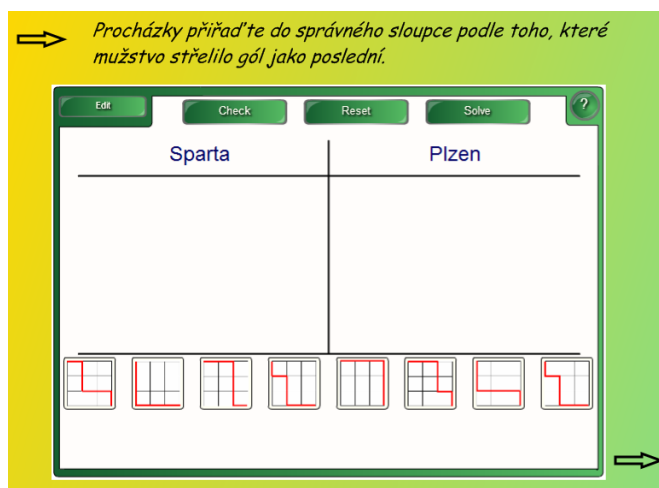 Procházky přiřaďte do správného sloupce podle toho, které
mužstvo střelilo gól jako poslední.
Edit
Check
Reset
Solve
?
Sparta
Plzen